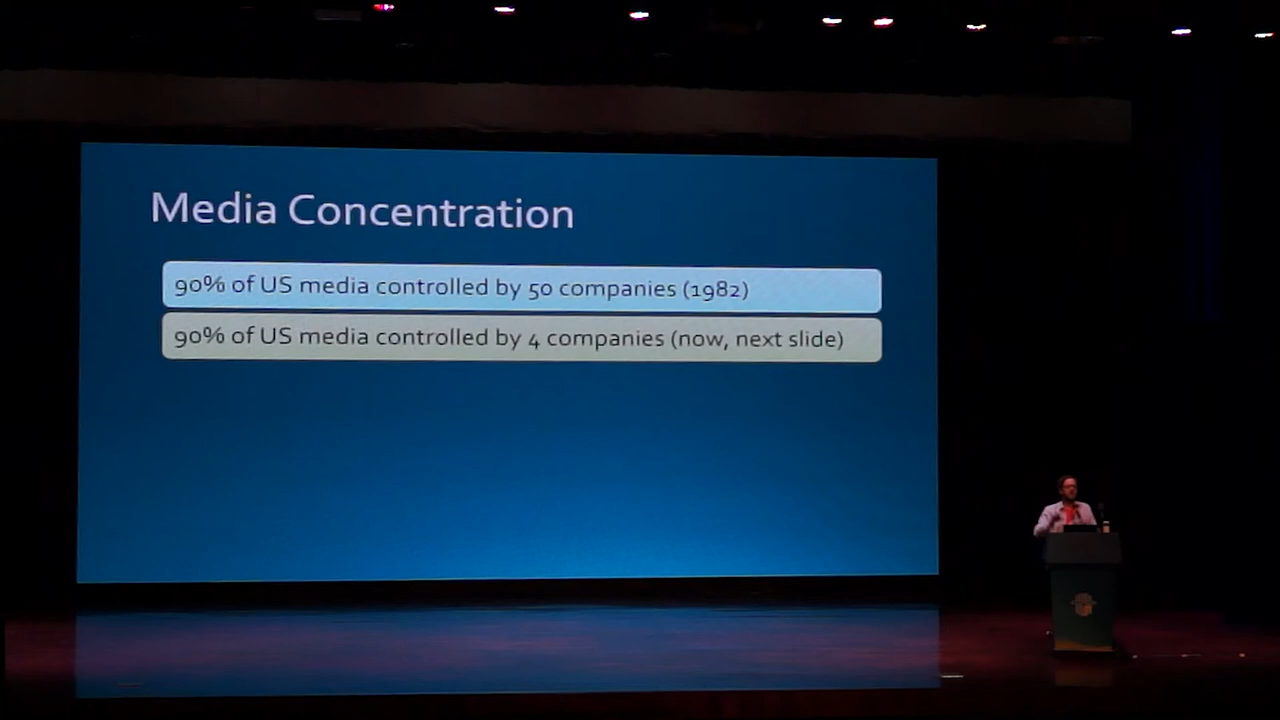 Media Concentration
90% of US media controlled by 50 companies (1982)
90% of US media controlled by 4 companies (now, next slide)